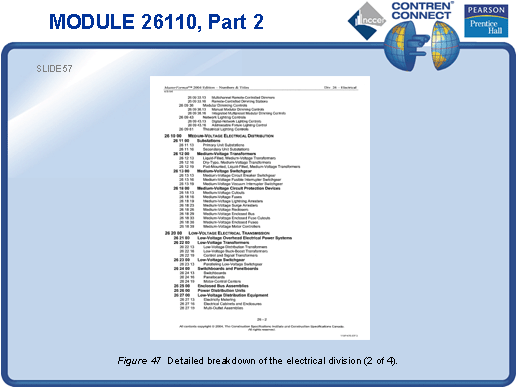 MODULE 26110, Part 2
nccer
CONTREN®
CONNECT
PEARSON
Prentice
Hall
SLIDE 57
MasterFormat™ 2004 Edition – Numbers & Titles
Div 26 – Electrical
Multichannel Remote-Controlled Dimmers
Remote-Controlled Dimming Stations
26 09 36 Modular Dimming Controls
26 09 36.13 Manual Modular Dimming Controls
26 09 36.16 Integrated Multipreset Modular Dimming Controls
26 09 43 Network Lighting Controls
26 09 43.13 Digital-Network Lighting Controls
26 09 43.16 Addressable Fixture Lighting Control
26 09 61 Theatrical Lighting Controls
26 10 00 MEDIUM-VOLTAGE ELECTRICAL DISTRIBUTION
26 11 00 Substations
26 11 13 Primary Unit Substations
26 11 16 Secondary Unit Substations
26 12 00 Medium-Voltage Transformers
26 12 13 Liquid-Filled, Medium-Voltage Transformers
26 12 16 Dry-Type, Medium-Voltage Transformers
26 12 19 Pad-Mounted, Liquid-Filled, Medium-Voltage Transformers
26 13 00 Medium-Voltage Switchgear
26 13 13 Medium-Voltage Circuit Breaker Switchgear
26 13 16 Medium-Voltage Fusible Interrupter Switchgear
26 13 19 Medium-Voltage Vacuum Interrupter Switchgear
26 18 00 Medium-Voltage Circuit Protection Devices
26 18 13 Medium-Voltage Cutouts
26 18 16 Medium-Voltage Fuses
26 18 19 Medium-Voltage Lightning Arresters
26 18 23 Medium-Voltage Surge Arresters
26 18 26 Medium-Voltage Reclosers
26 18 29 Medium-Voltage Enclosed Bus
26 18 33 Medium-Voltage Enclosed Fuse Cutouts
26 18 36 Medium-Voltage Enclosed Fuses
26 18 39 Medium-Voltage Motor Controllers
26 20 00 LOW-VOLTAGE ELECTRICAL TRANSMISSION
26 21 00 Low-Voltage Overhead Electrical Power Systems
26 22 00 Low-Voltage Transformers
26 22 13 Low-Voltage Distribution Transformers
26 22 16 Low-Voltage Buck-Boost Transformers
26 22 19 Control and Signal Transformers
26 23 00 Low-Voltage Switchgear
26 23 13 Paralleling Low-Voltage Switchgear
26 24 00 Switchboards and Panelboards
26 24 13 Switchboards
26 24 16 Panelboards
26 24 19 Motor-Control Centers
26 25 00 Enclosed Bus Assemblies
26 26 00 Power Distribution Units
26 27 00 Low-Voltage Distribution Equipment
26 27 13 Electricity Metering
26 27 16 Electrical Cabinets and Enclosures
26 27 19 Multi-Outlet Assemblies
26 – 3
All contents copyright © 2004, The Construction Specifications Institute and Construction Specifications Canada.
All rights reserved.
Figure 47 Detailed breakdown of the electrical division (2 of 4).